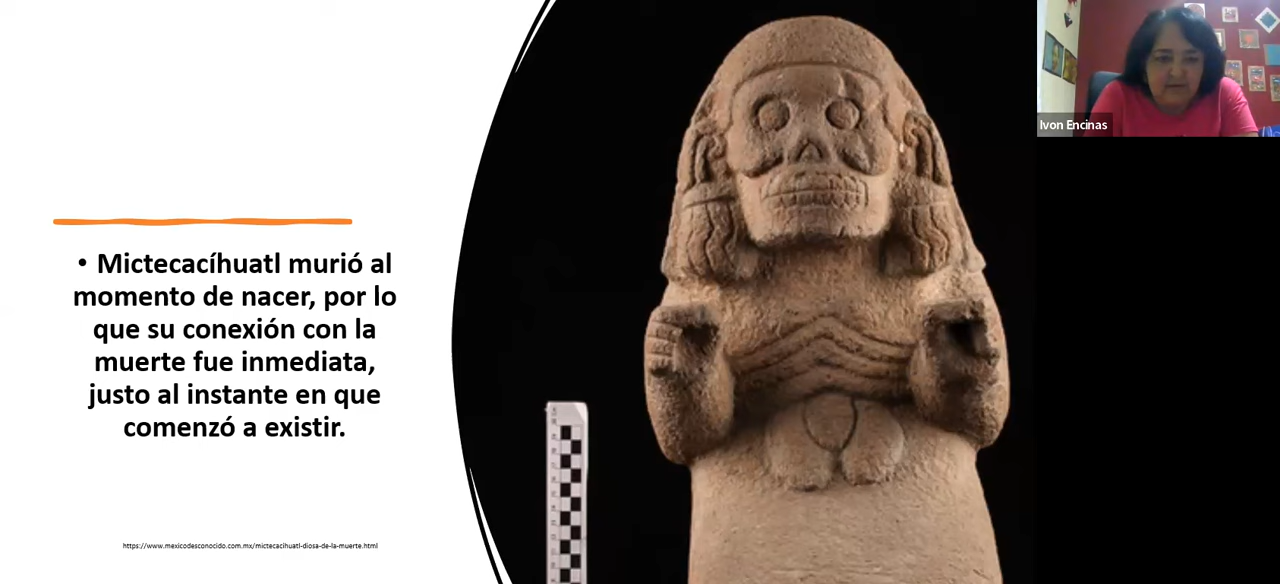 • Mictecacíhuatl murió al
momento de nacer, por lo
que su conexión con la
muerte fue inmediata,
justo al instante en que
comenzó a existir.
https://www.mexicodesconocido.com.mx/mictecacihuatl-diosa-de-la-muerte.html
Ivon Encinas